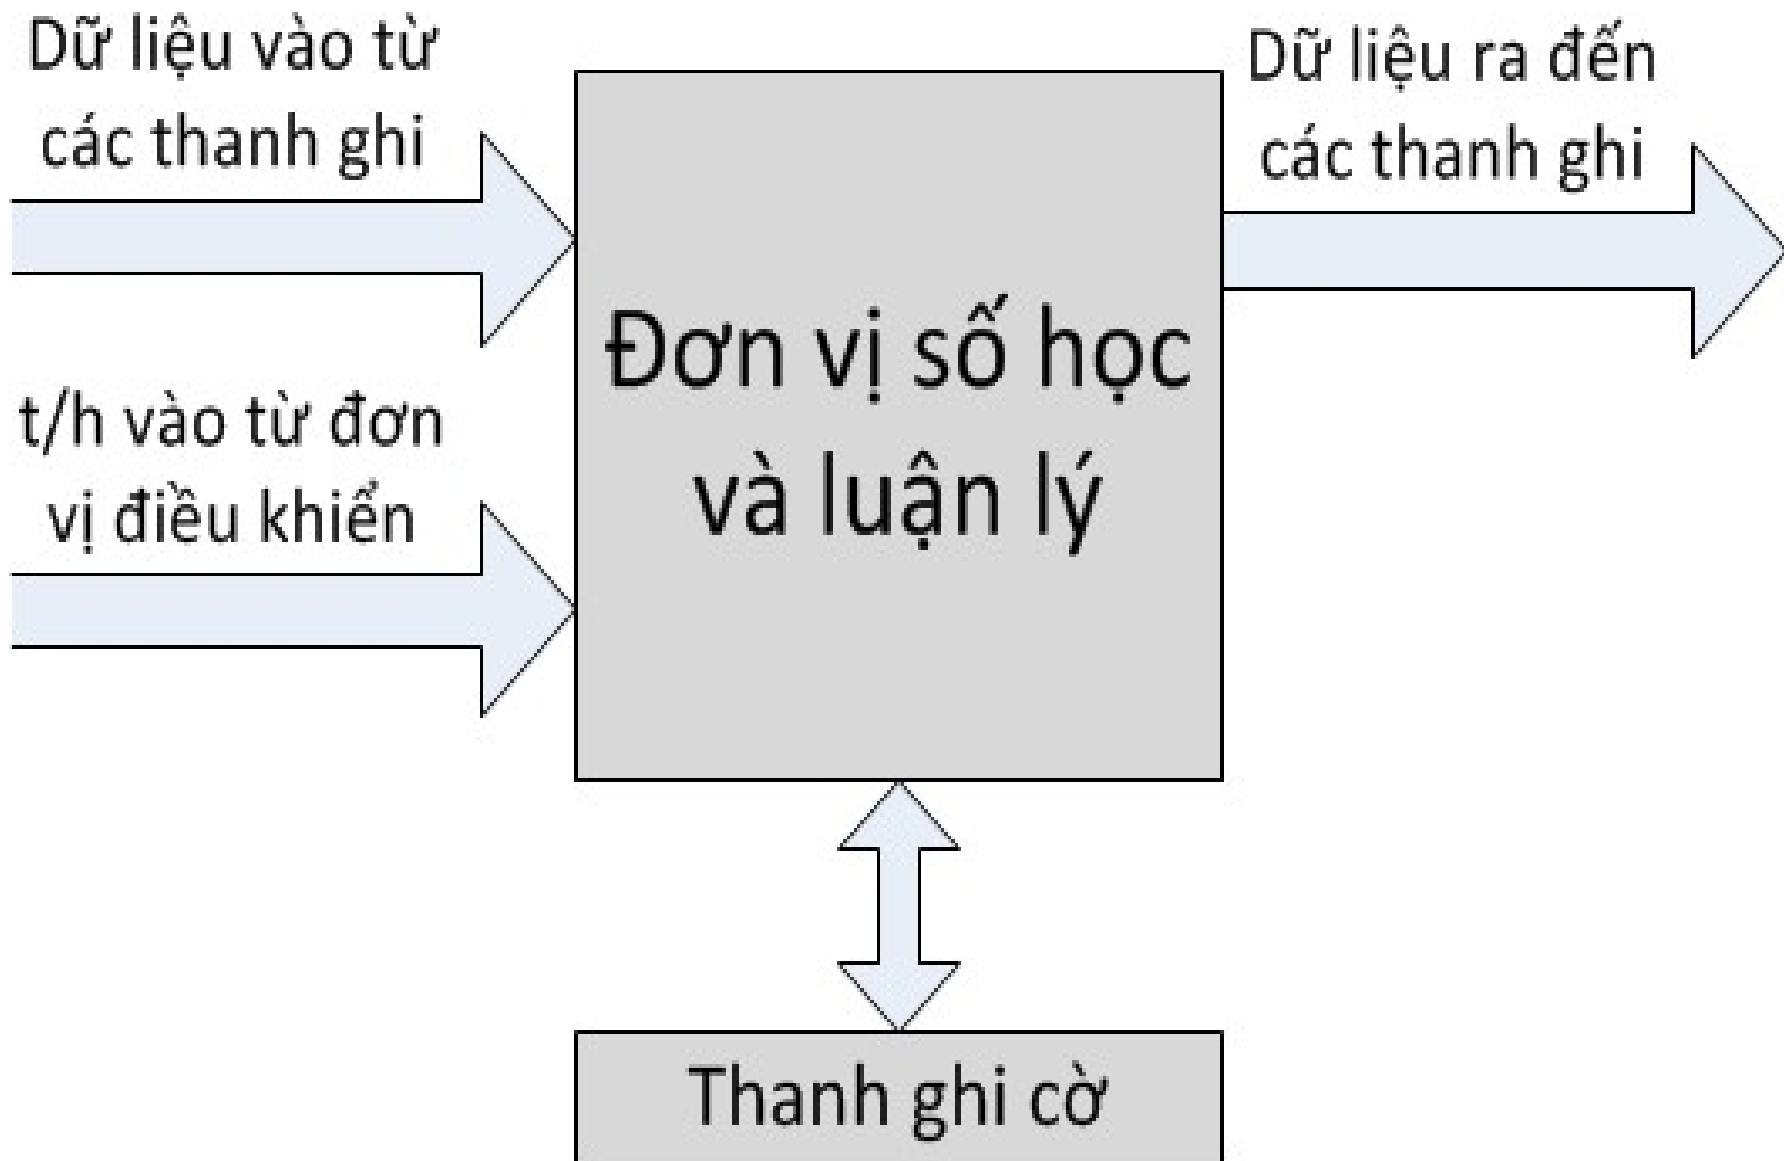 Dữ liệu vào từ
các thanh ghi
t/h vào từ đơn
vị điều khiển
Đơn vị số học
và luận lý
Dữ liệu ra đến
các thanh ghi
Thanh ghi cờ